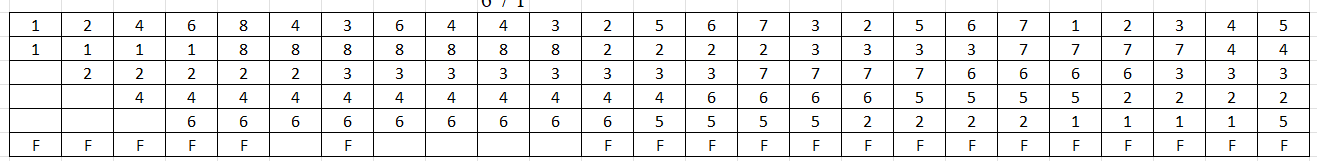 1 2 4 6 8 4 3 6 4 4 3 2 5 6 7 3 2 5 6 7 1 2 3 4 5
1 1 1 1 8 8 8 8 8 8 8 2 2 2 2 3 3 3 3 7 7 7 7 4 4
2 2 2 2 2 3 3 3 3 3 3 3 3 7 7 7 7 6 6 6 6 3 3 3
4 4 4 4 4 4 4 4 4 4 4 6 6 6 6 5 5 5 5 2 2 2 2
6 6 6 6 6 6 6 6 6 5 5 5 5 2 2 2 2 1 1 1 1 5
F F F F F F F F F F F F F F F F F F F F